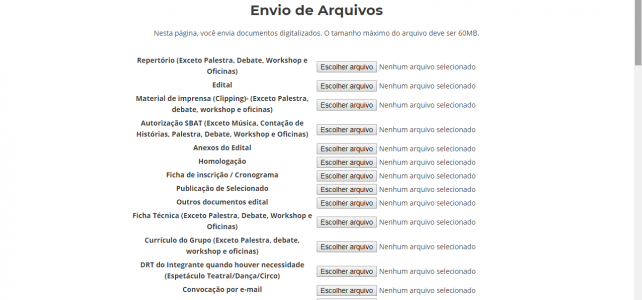 Envio de Arquivos
Nesta página, você envia documentos digitalizados. O tamanho máximo do arquivo deve ser 60MB.
Repertório (Exceto Palestra, Debate, Workshop e
Oficinas)
Escolher arquivo Nenhum arquivo selecionado
Edital Escolher arquivo Nenhum arquivo selecionado
Material de imprensa (Clipping)- (Exceto Palestra,
debate, workshop e oficinas)
Escolher arquivo Nenhum arquivo selecionado
Autorização SBAT (Exceto Música, Contação de
Histórias, Palestra, Debate, Workshop e Oficinas)
Escolher arquivo Nenhum arquivo selecionado
Anexos do Edital Escolher arquivo Nenhum arquivo selecionado
Homologação Escolher arquivo Nenhum arquivo selecionado
Ficha de inscrição / Cronograma Escolher arquivo Nenhum arquivo selecionado
Publicação de Selecionado Escolher arquivo Nenhum arquivo selecionado
Outros documentos edital Escolher arquivo Nenhum arquivo selecionado
Ficha Técnica (Exceto Palestra, Debate, Workshop e
Oficinas)
Escolher arquivo Nenhum arquivo selecionado
Currículo do Grupo (Exceto Palestra, debate,
workshop e oficinas)
Escolher arquivo Nenhum arquivo selecionado
DRT do Integrante quando houver necessidade
(Espetáculo Teatral/Dança/Circo)
Escolher arquivo Nenhum arquivo selecionado
Convocação por e-mail Escolher arquivo Nenhum arquivo selecionado